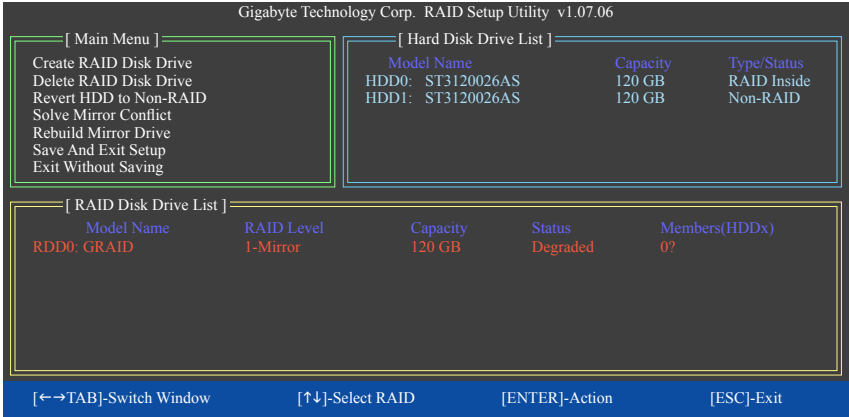 Gigabyte Technology Corp. RAID Setup Utility v1.07.06
[ Main Menu ]
Create RAID Disk Drive
Delete RAID Disk Drive
Revert HDD to Non-RAID
Solve Mirror Conflict
Rebuild Mirror Drive
Save And Exit Setup
Exit Without Saving
[ Hard Disk Drive List ]
Model Name Capacity Type/Status
HDD0: ST3120026AS 120 GB RAID Inside
HDD1: ST3120026AS 120 GB Non-RAID
[ RAID Disk Drive List ]
Model Name RAID Level Capacity Status Members(HDDx)
RDD0: GRAID 1-Mirror 120 GB Degraded 0?
[←→TAB]-Switch Window [↑↓]-Select RAID [ENTER]-Action [ESC]-Exit